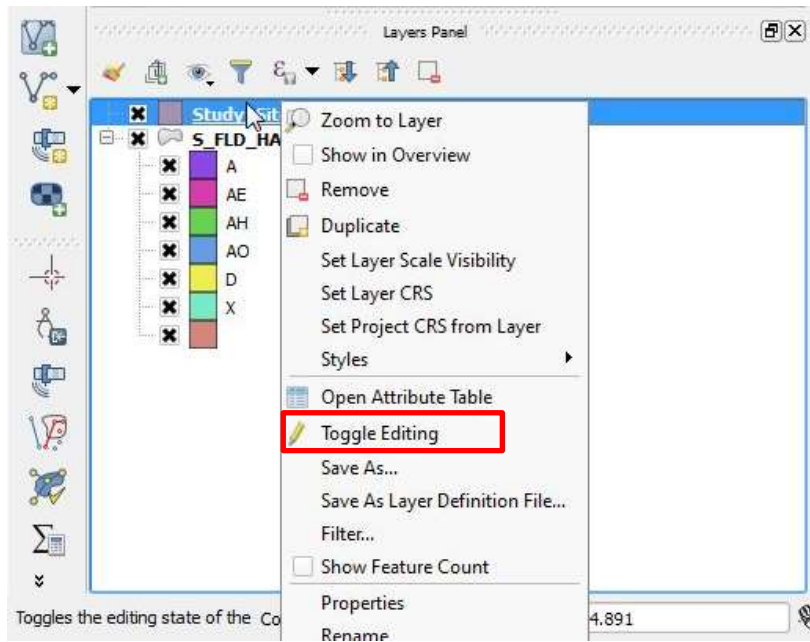 Layers Panel
Study_Sit
S_FLD_HA
A
AE
AH
AO
D
X
Zoom to Layer
Show in Overview
Remove
Duplicate
Set Layer Scale Visibility
Set Layer CRS
Set Project CRS from Layer
Styles
Open Attribute Table
Toggle Editing
Save As...
Save As Layer Definition File...
Filter...
Show Feature Count
Properties
Rename
Toggles the editing state of the Co
4.891